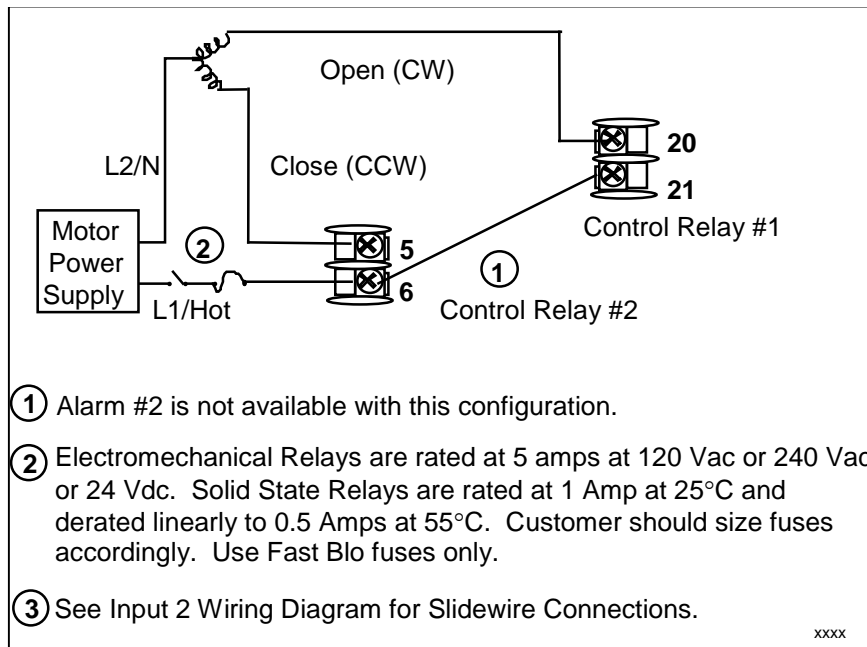 Open (CW)
20
L2/N
Close (CCW)
21
Control Relay #1
Motor
Power
Supply
2
5
6
1
L1/Hot
Control Relay #2
1 Alarm #2 is not available with this configuration.
2 Electromechanical Relays are rated at 5 amps at 120 Vac or 240 Vac
or 24 Vdc. Solid State Relays are rated at 1 Amp at 25°C and
derated linearly to 0.5 Amps at 55°C. Customer should size fuses
accordingly. Use Fast Blo fuses only.
3 See Input 2 Wiring Diagram for Slidewire Connections.
xxxx